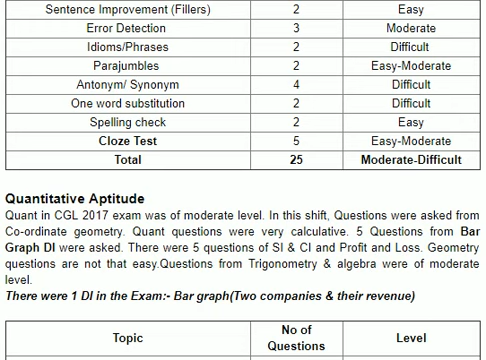 Sentence Improvement (Fillers) 2 Easy
Error Detection 3 Moderate
Idioms/Phrases 2 Difficult
Parajumbles 2 Easy-Moderate
Antonym/ Synonym 4 Difficult
One word substitution 2 Difficult
Spelling check 2 Easy
Cloze Test 5 Easy-Moderate
Total 25 Moderate-Difficult
Quantitative Aptitude
Quant in CGL 2017 exam was of moderate level. In this shift, Questions were asked from
Co-ordinate geometry. Quant questions were very calculative. 5 Questions from Bar
Graph DI were asked. There were 5 questions of SI & CI and Profit and Loss. Geometry
questions are not that easy.Questions from Trigonometry & algebra were of moderate
level.
There were 1 DI in the Exam:- Bar graph(Two companies & their revenue)
Topic No of Questions Level